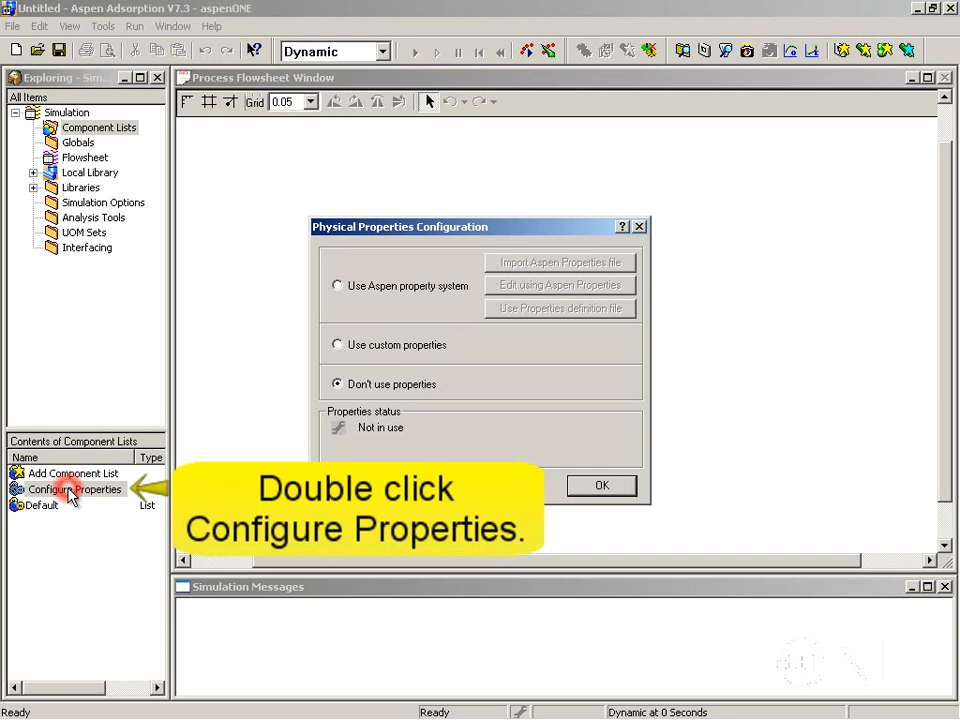 Untitled - Aspen Adsorption V7.3 - aspenONE
File Edit View Tools Run Window Help
Dynamic
Exploring - Sim...
Process Flowsheet Window
All Items
Grid 0.05
Simulation
Component Lists
Globals
Flowsheet
Local Library
Libraries
Simulation Options
Analysis Tools
UOM Sets
Interfacing
Physical Properties Configuration
Import Aspen Properties file
Use Aspen property system
Edit using Aspen Properties
Use Properties definition file
Use custom properties
Don't use properties
Properties status
Not in use
OK
Contents of Component Lists
Name Type
Add Component List
Configure Properties
Default List
Double click
Configure Properties.
Simulation Messages
Ready Ready Dynamic at 0 Seconds